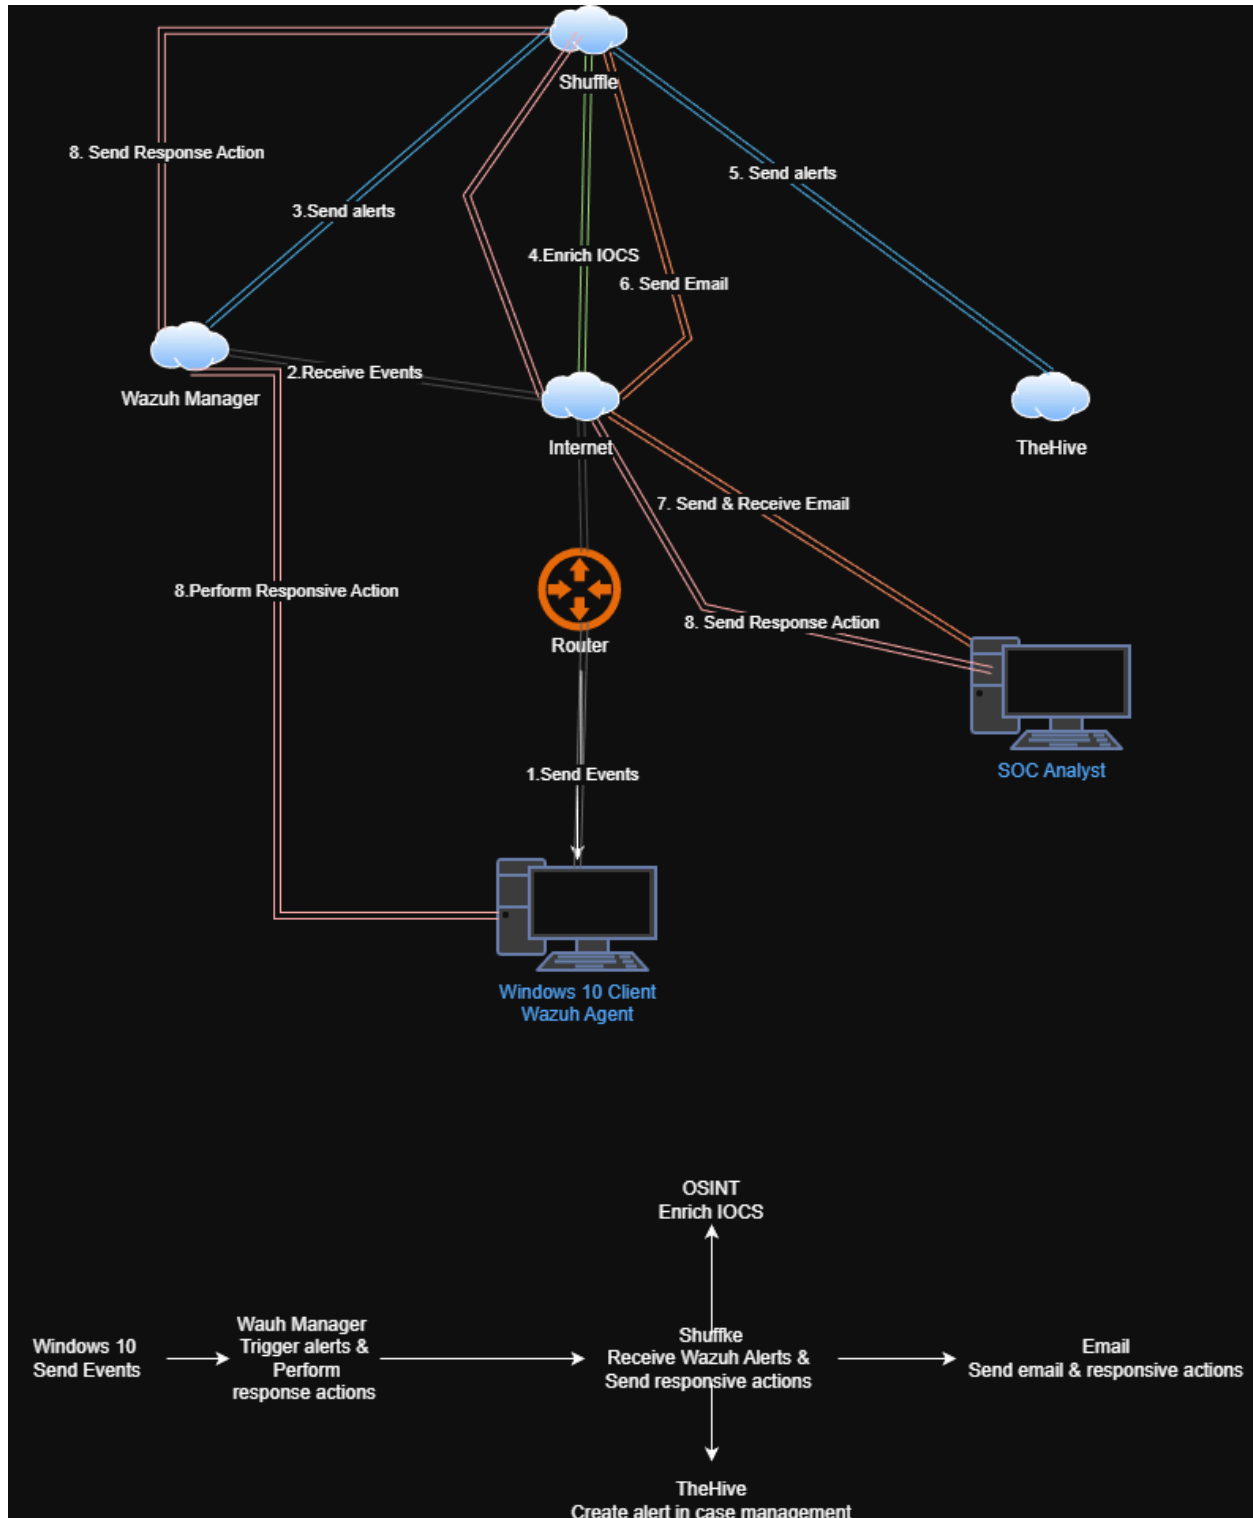 Shuffle
8. Send Response Action
5. Send alerts
3.Send alerts
4.Enrich IOCS
6. Send Email
2.Receive Events
Wazuh Manager
Internet
TheHive
7. Send & Receive Email
8.Perform Responsive Action
8. Send Response Action
Router
1.Send Events
SOC Analyst
Windows 10 Client
Wazuh Agent
OSINT
Enrich IOCS
Windows 10
Send Events
Wauh Manager
Trigger alerts &
Perform
response actions
Shuffke
Receive Wazuh Alerts &
Send responsive actions
Email
Send email & responsive actions
TheHive
Create alert in case management